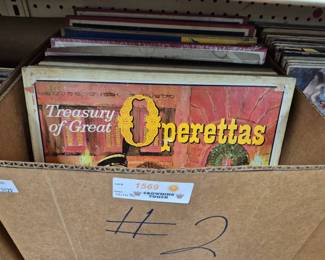 Treasury
of Great
Operettas
1569
# 2